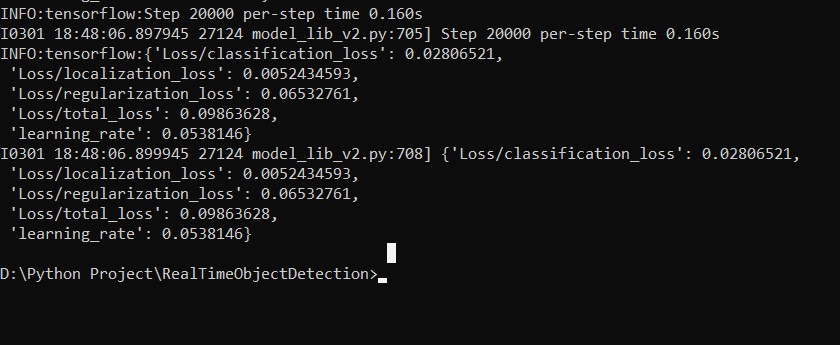 INFO:tensorflow:Step 20000 per-step time 0.160s
I0301 18:48:06.897945 27124 model_lib_v2.py:705] Step 20000 per-step time 0.160s
INFO:tensorflow:{'Loss/classification_loss': 0.02806521,
 'Loss/localization_loss': 0.0052434593,
 'Loss/regularization_loss': 0.06532761,
 'Loss/total_loss': 0.09863628,
 'learning_rate': 0.0538146}
I0301 18:48:06.899945 27124 model_lib_v2.py:708] {'Loss/classification_loss': 0.02806521,
 'Loss/localization_loss': 0.0052434593,
 'Loss/regularization_loss': 0.06532761,
 'Loss/total_loss': 0.09863628,
 'learning_rate': 0.0538146}
D:\Python Project\RealTimeObjectDetection>